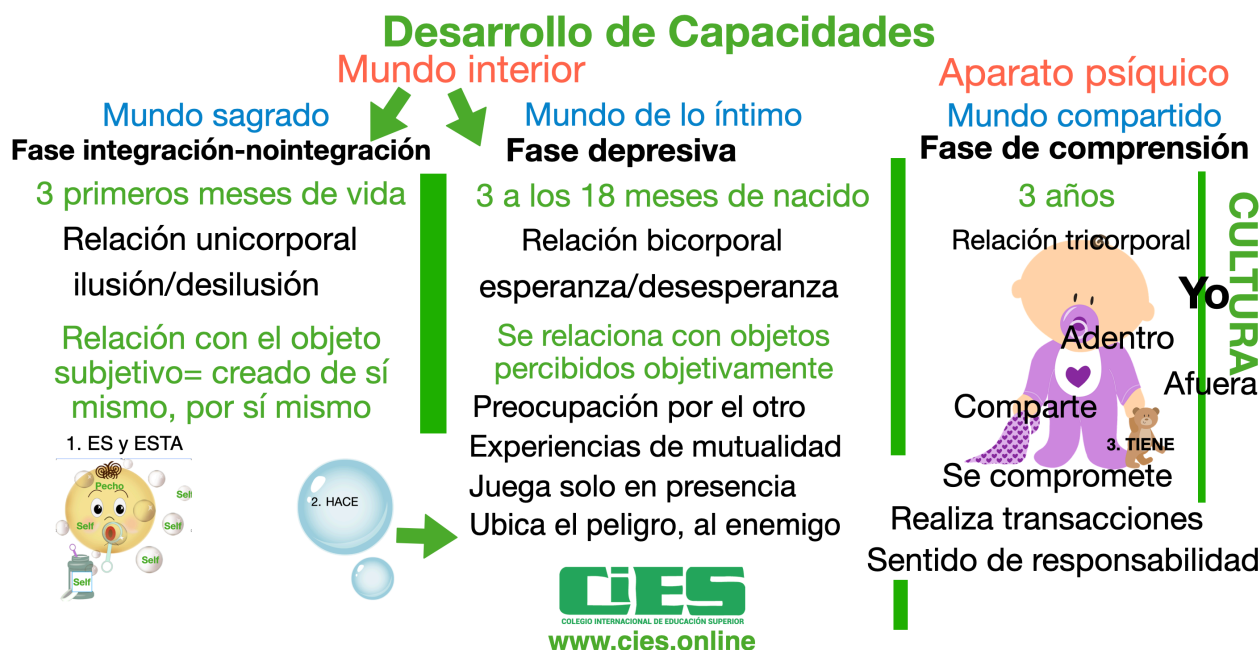 Desarrollo de Capacidades
Mundo interior
Mundo sagrado
Fase integración-nointegración
3 primeros meses de vida
Relación unicorporal
ilusión/desilusión
Relación con el objeto
subjetivo= creado de sí
mismo, por sí mismo
1. ES y ESTA
Pecho
Self
Self
Self
Self
Self
2. HACE
Mundo de lo íntimo
Fase depresiva
3 a los 18 meses de nacido
Relación bicorporal
esperanza/desesperanza
Se relaciona con objetos
percibidos objetivamente
Preocupación por el otro
Experiencias de mutualidad
Juega solo en presencia
Ubica el peligro, al enemigo
Aparato psíquico
Mundo compartido
Fase de comprensión
3 años
Relación tricorporal
Yo
Adentro
Afuera
Comparte
3. TIENE
Se compromete
Realiza transacciones
Sentido de responsabilidad
CULTURA
CiES
COLEGIO INTERNACIONAL DE EDUCACIÓN SUPERIOR
www.cies.online